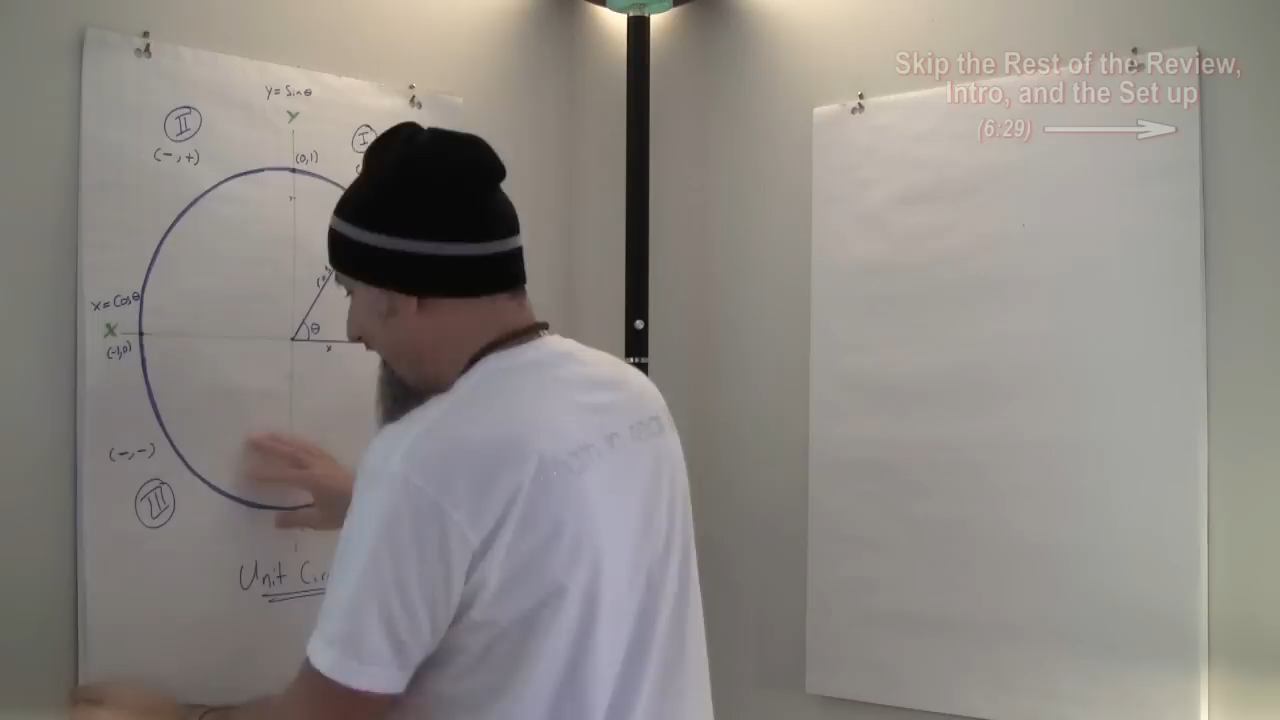 Skip the Rest of the Review,
Intro, and the Set up
(6:29)
y = Sinθ
Y
II
I
(-,+)
(0,1)
x = Cosθ
X
(-1,0)
θ
x
(-,-)
III
Unit